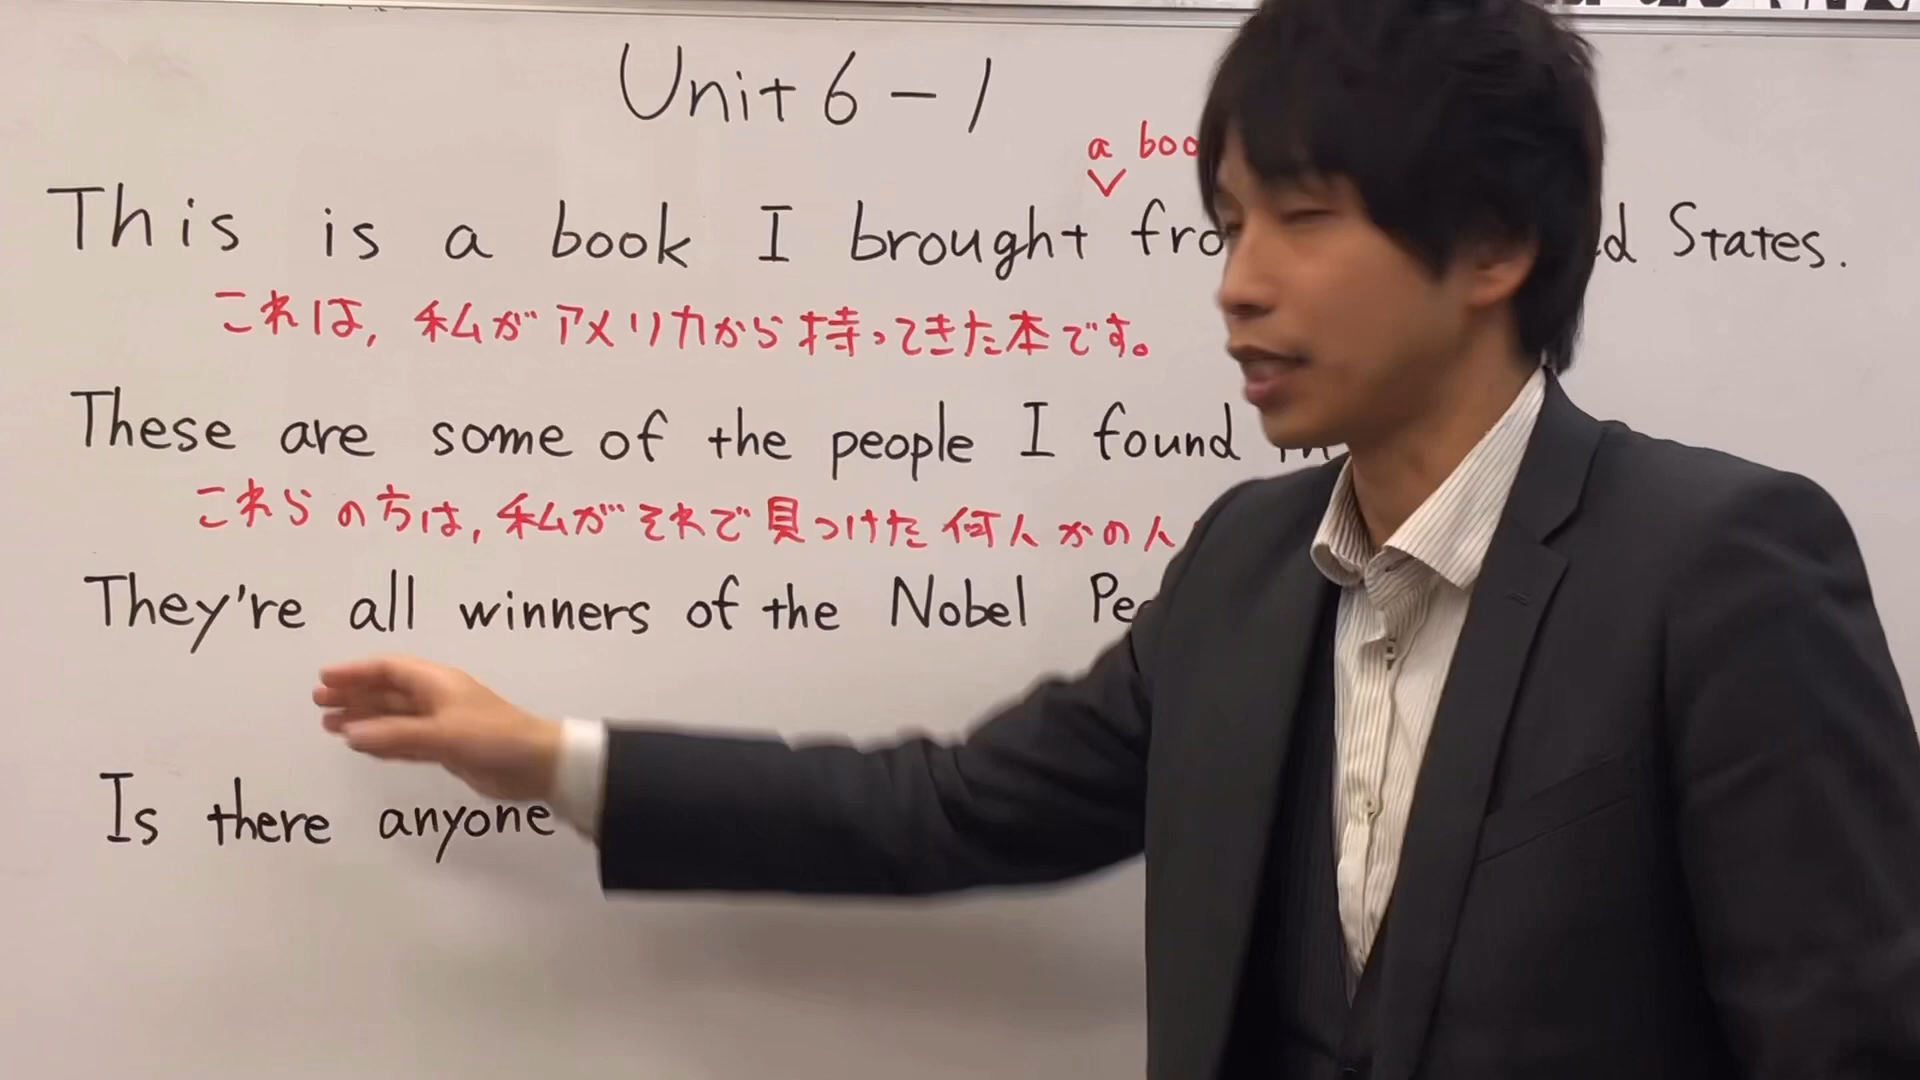 Unit 6-1
a
This is a book I brought States.
これは, 私がアメリカから持ってきた本です。
These are some of the people I found
これらの方は, 私がそれで見つけた何人かの人
They're all winners of the Nobel
Is there anyone